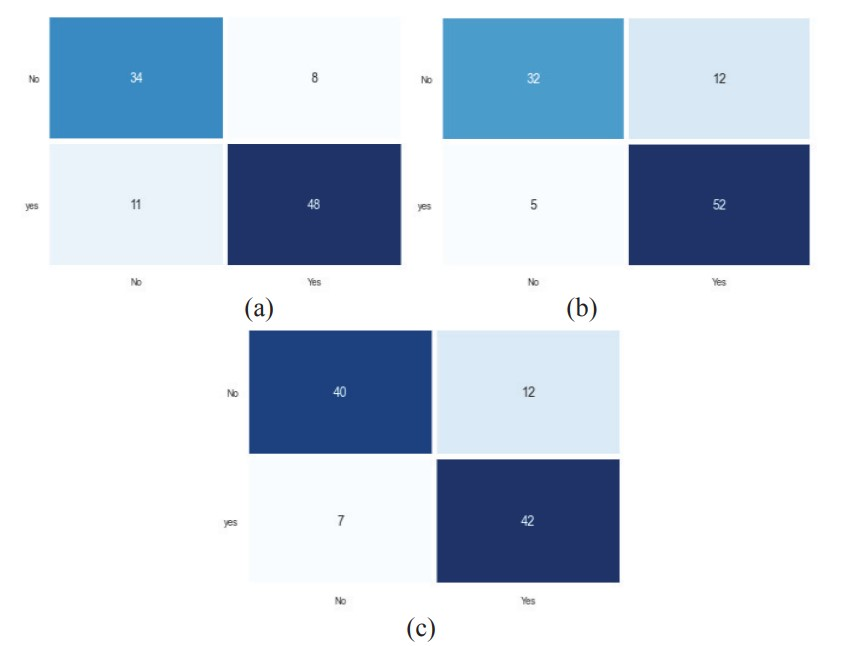 No 34 8
yes 11 48
No Yes
(a)
No 32 12
yes 5 52
No Yes
(b)
No 40 12
yes 7 42
No Yes
(c)